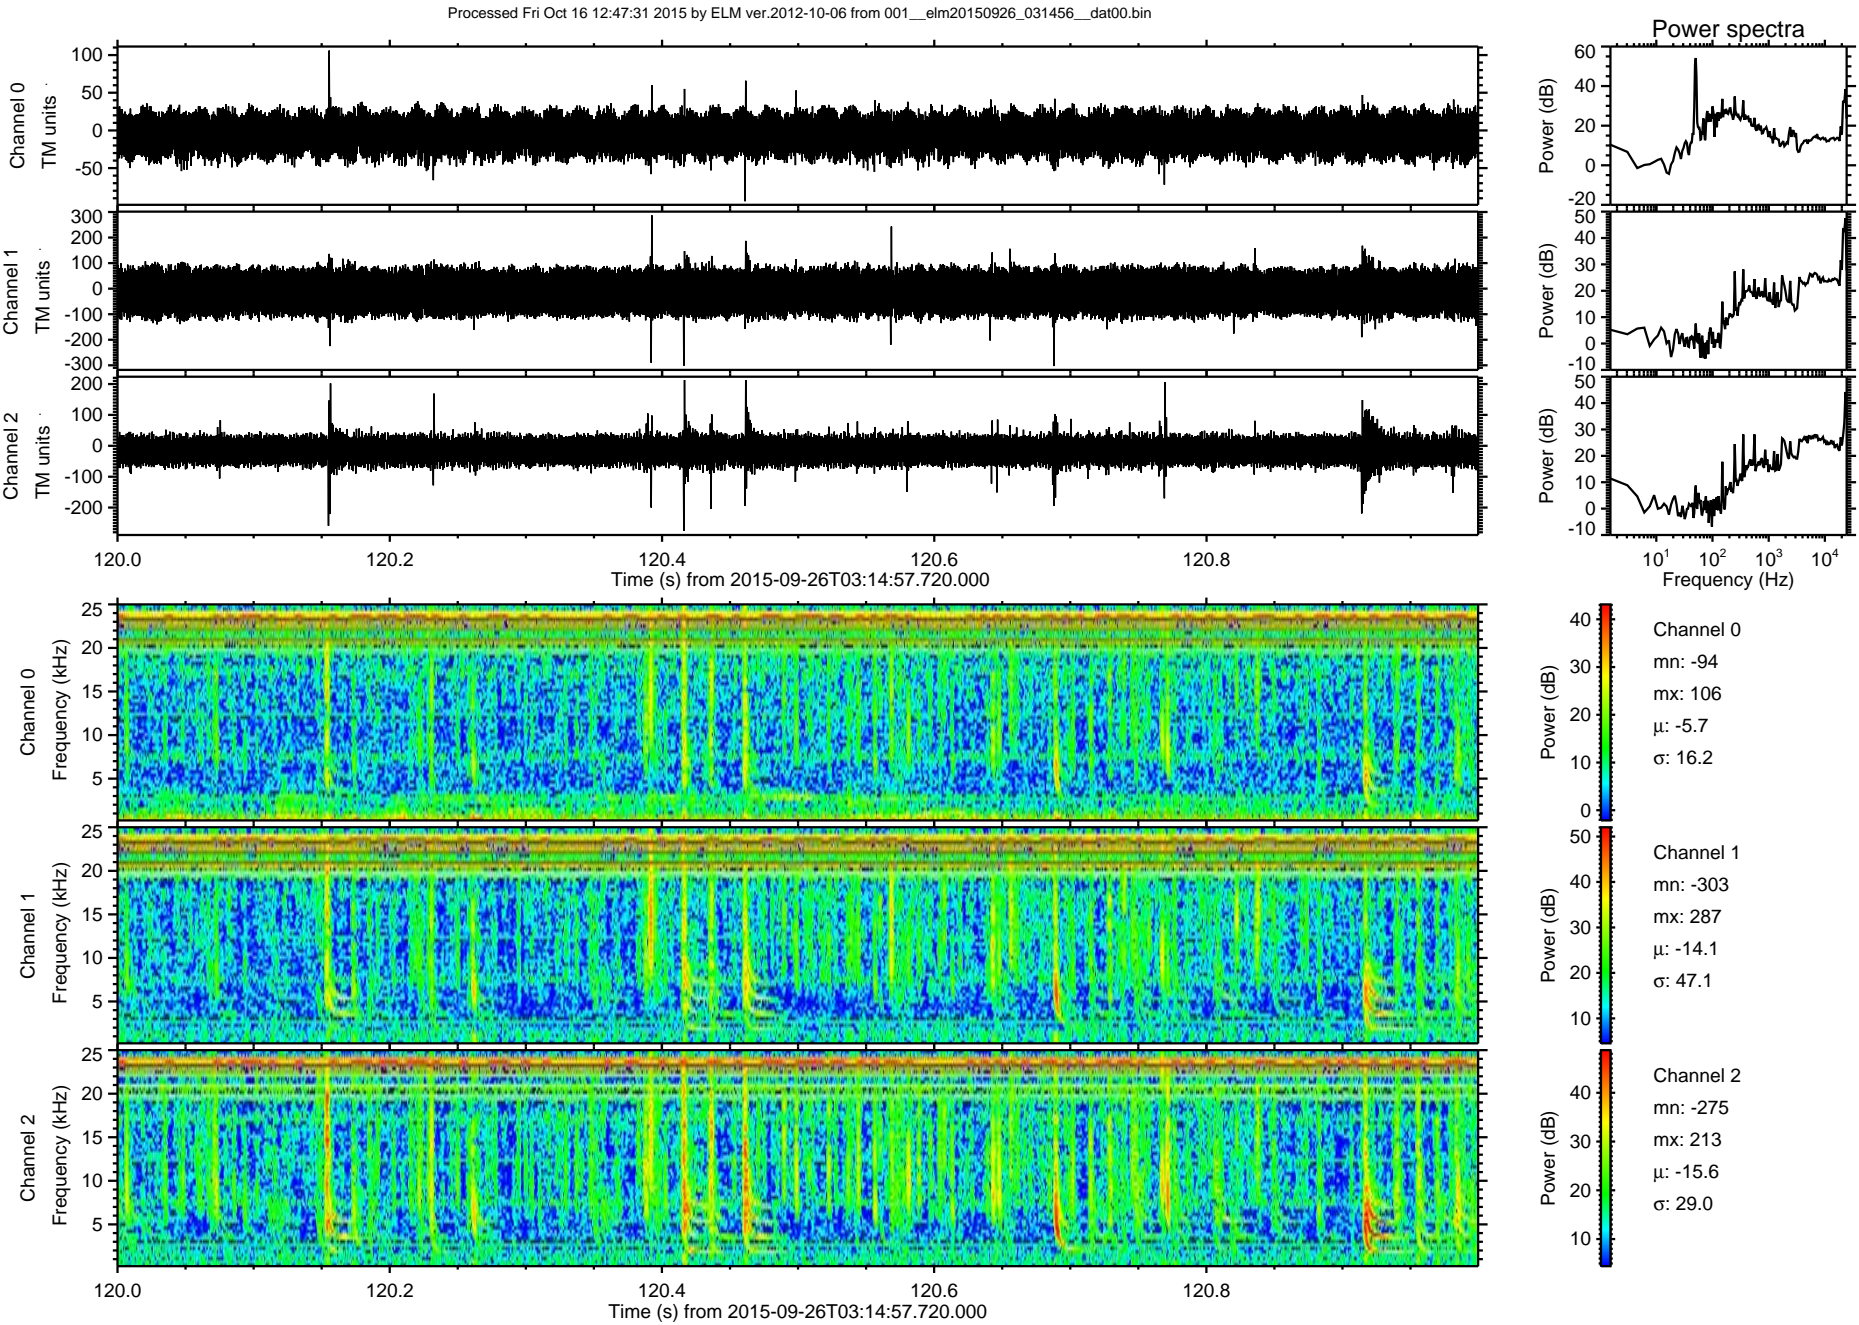 Processed Fri Oct 16 12:47:31 2015 by ELM ver.2012-10-06 from 001__elm20150926_031456__dat00.bin
Power spectra
Channel 0
TM units
100
50
0
-50
Power (dB)
60
40
20
0
-20
Channel 1
TM units
300
200
100
0
-100
-200
-300
Power (dB)
50
40
30
20
10
0
-10
Channel 2
TM units
200
100
0
-100
-200
Power (dB)
50
40
30
20
10
0
-10
120.0 120.2 120.4 120.6 120.8
Time (s) from 2015-09-26T03:14:57.720.000
10¹ 10² 10³ 10⁴
Frequency (Hz)
Channel 0
Frequency (kHz)
25
20
15
10
5
Power (dB)
40
30
20
10
0
Channel 0
mn: -94
mx: 106
μ: -5.7
σ: 16.2
Channel 1
Frequency (kHz)
25
20
15
10
5
Power (dB)
50
40
30
20
10
Channel 1
mn: -303
mx: 287
μ: -14.1
σ: 47.1
Channel 2
Frequency (kHz)
25
20
15
10
5
Power (dB)
40
30
20
10
Channel 2
mn: -275
mx: 213
μ: -15.6
σ: 29.0
120.0 120.2 120.4 120.6 120.8
Time (s) from 2015-09-26T03:14:57.720.000